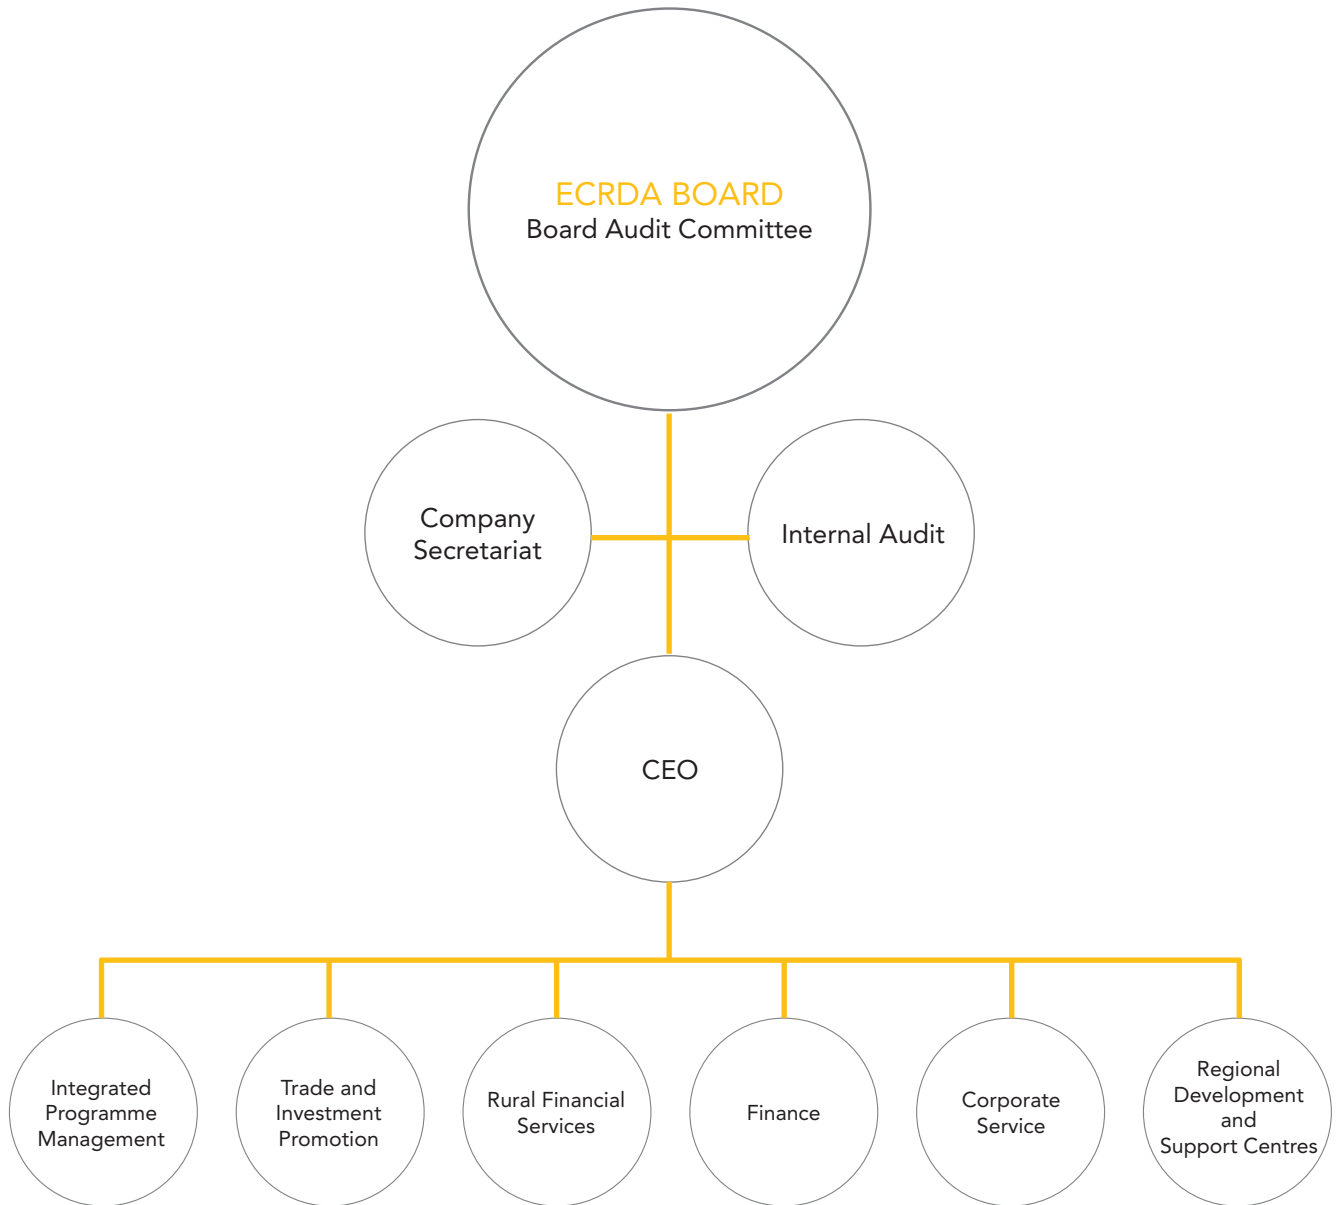 ECRDA BOARD
Board Audit Committee
Company
Secretariat
Internal Audit
CEO
Integrated
Programme
Management
Trade and
Investment
Promotion
Rural Financial
Services
Finance
Corporate
Service
Regional
Development
and
Support Centres